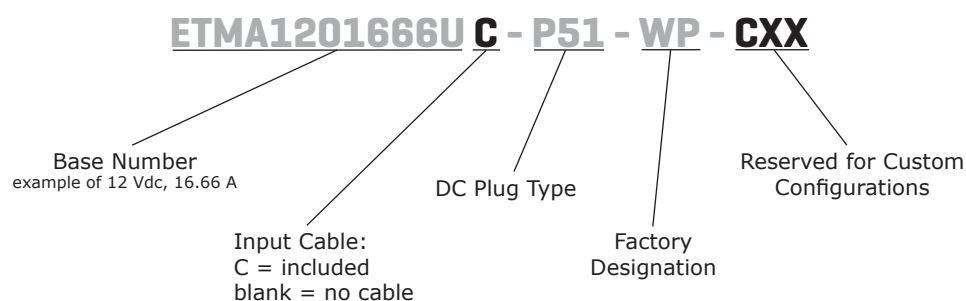 ETMA1201666U C - P51 - WP - CXX
Base Number
example of 12 Vdc, 16.66 A
Input Cable:
C = included
blank = no cable
DC Plug Type
Factory
Designation
Reserved for Custom
Configurations